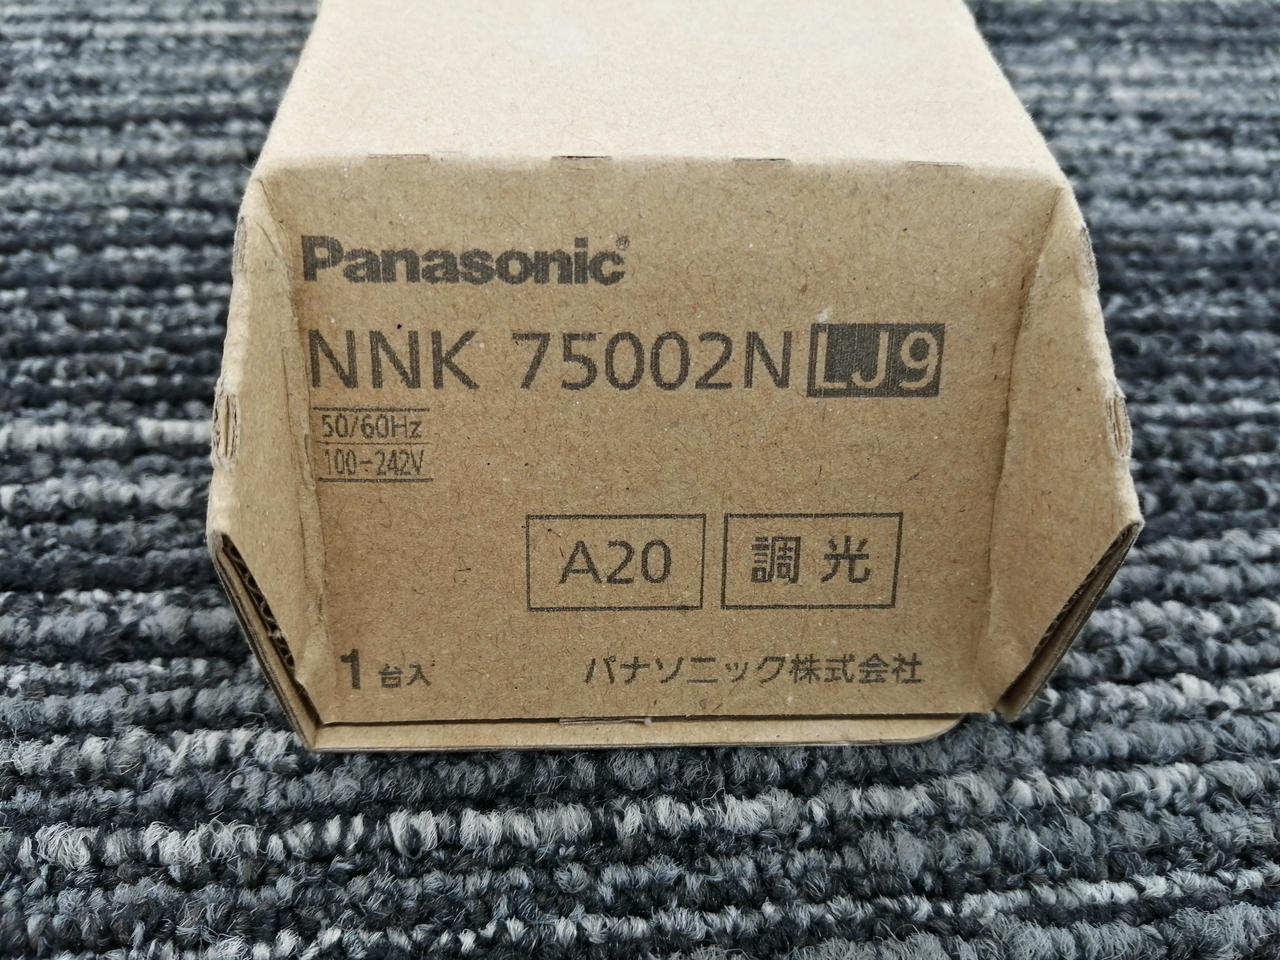 Panasonic®
NNK 75002N LJ9
50/60Hz
100-242V
A20 調光
1台入 パナソニック株式会社